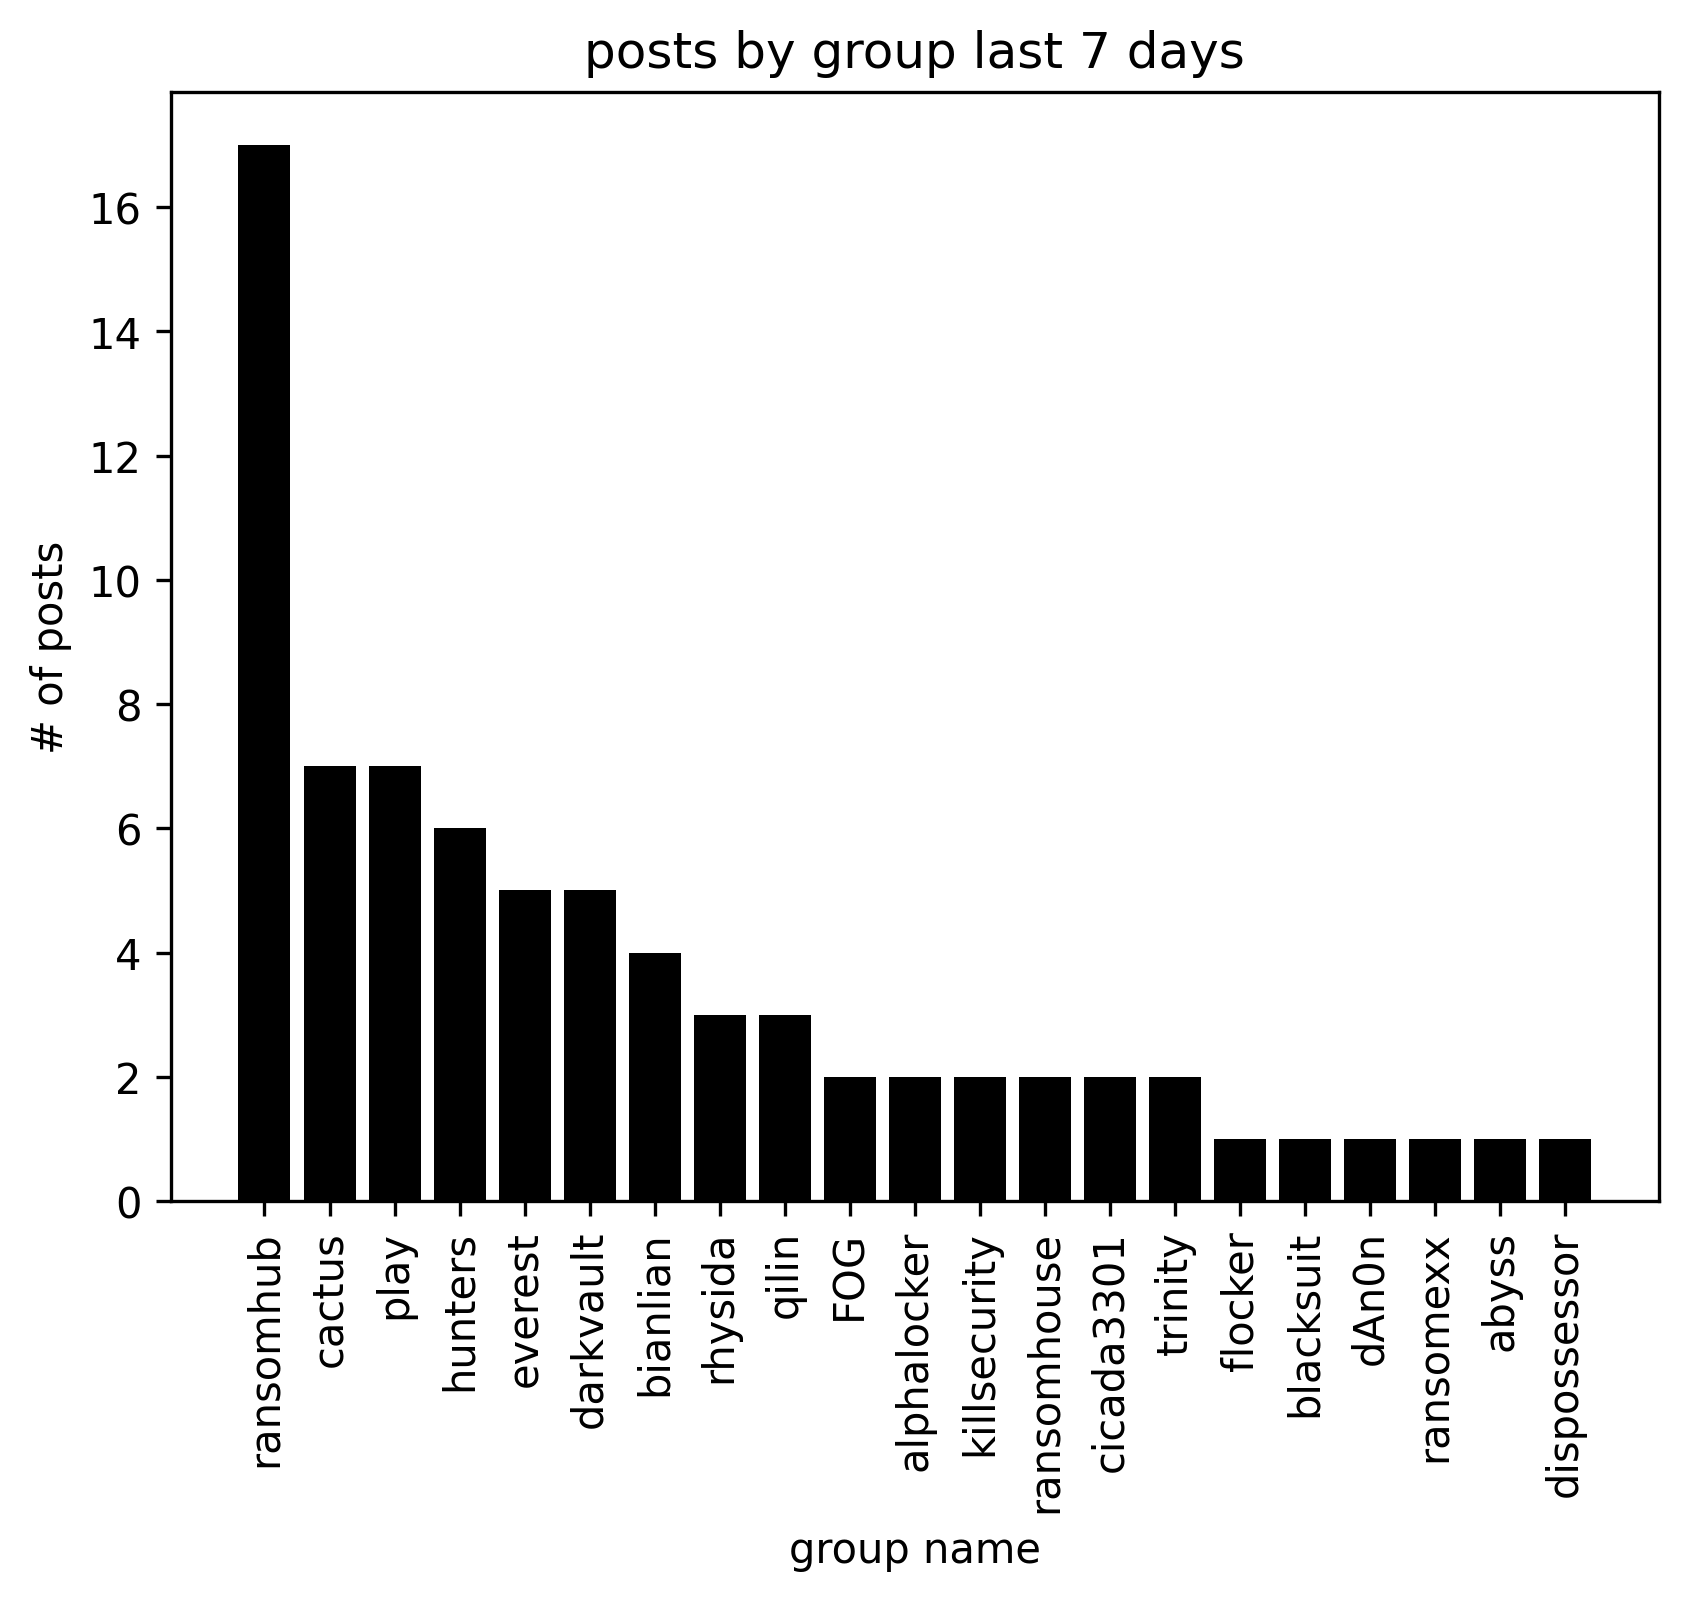 posts by group last 7 days
# of posts
16
14
12
10
8
6
4
2
0
ransomhub
cactus
play
hunters
everest
darkvault
bianlian
rhysida
qilin
FOG
alphalocker
killsecurity
ransomhouse
cicada3301
trinity
flocker
blacksuit
dAn0n
ransomexx
abyss
dispossessor
group name